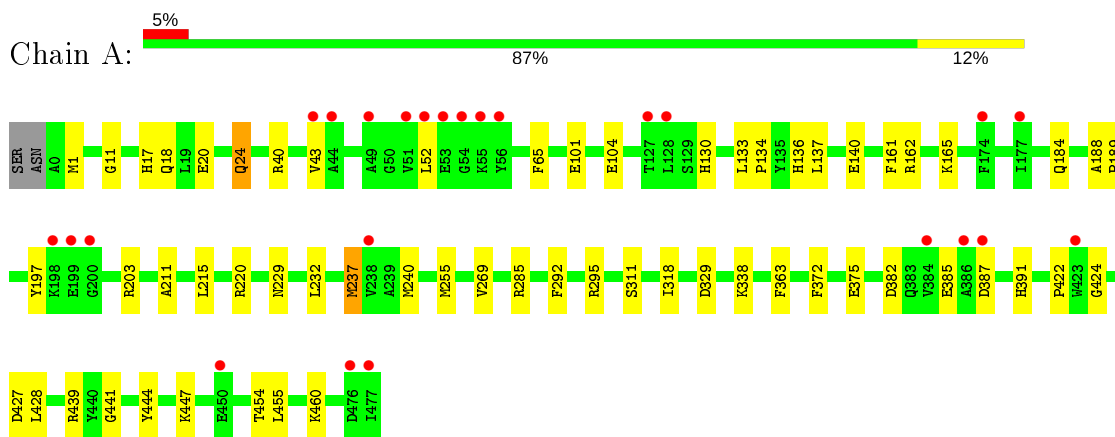 5%
Chain A:
87% 12%
SER ASN A0 M1 G11 H17 Q18 L19 E20 Q24 R40 V43 A44 A49 G50 V51 L52 E53 G54 K55 Y56 F65 E101 E104 T127 L128 S129 H130 L133 P134 Y135 H136 L137 E140 F161 R162 K165 F174 I177 Q184 A188
Y197 K198 E199 G200 R203 A211 L215 R220 N229 L232 M237 V238 A239 M240 M255 V269 R285 F292 R295 S311 I318 D329 K338 F363 F372 E375 D382 Q383 V384 E385 A386 D387 H391 P422 W423 G424
D427 L428 R439 Y440 G441 Y444 K447 E450 T454 L455 K460 D476 I477